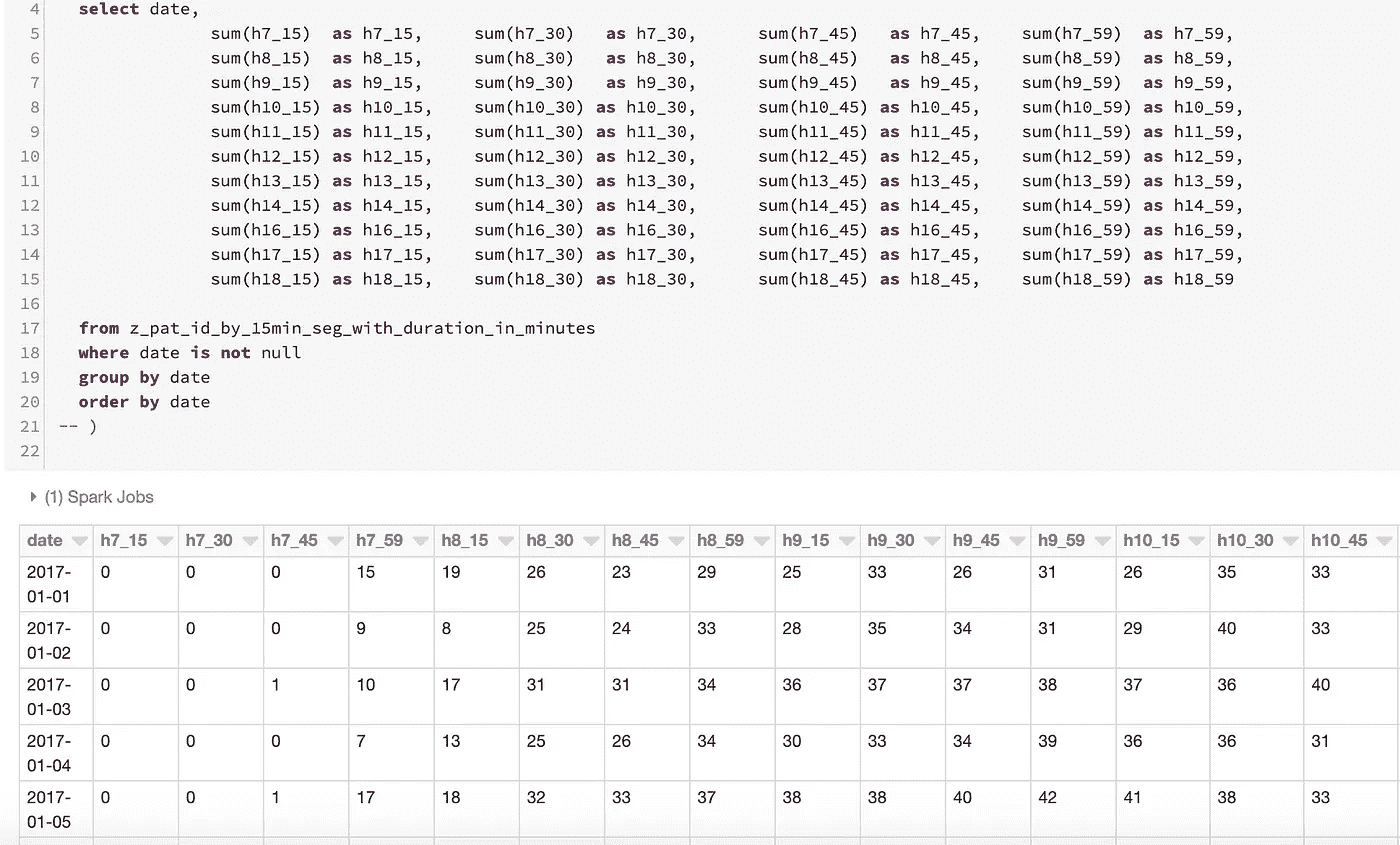 4 select date,
5 sum(h7_15) as h7_15, sum(h7_30) as h7_30, sum(h7_45) as h7_45, sum(h7_59) as h7_59,
6 sum(h8_15) as h8_15, sum(h8_30) as h8_30, sum(h8_45) as h8_45, sum(h8_59) as h8_59,
7 sum(h9_15) as h9_15, sum(h9_30) as h9_30, sum(h9_45) as h9_45, sum(h9_59) as h9_59,
8 sum(h10_15) as h10_15, sum(h10_30) as h10_30, sum(h10_45) as h10_45, sum(h10_59) as h10_59,
9 sum(h11_15) as h11_15, sum(h11_30) as h11_30, sum(h11_45) as h11_45, sum(h11_59) as h11_59,
10 sum(h12_15) as h12_15, sum(h12_30) as h12_30, sum(h12_45) as h12_45, sum(h12_59) as h12_59,
11 sum(h13_15) as h13_15, sum(h13_30) as h13_30, sum(h13_45) as h13_45, sum(h13_59) as h13_59,
12 sum(h14_15) as h14_15, sum(h14_30) as h14_30, sum(h14_45) as h14_45, sum(h14_59) as h14_59,
13 sum(h16_15) as h16_15, sum(h16_30) as h16_30, sum(h16_45) as h16_45, sum(h16_59) as h16_59,
14 sum(h17_15) as h17_15, sum(h17_30) as h17_30, sum(h17_45) as h17_45, sum(h17_59) as h17_59,
15 sum(h18_15) as h18_15, sum(h18_30) as h18_30, sum(h18_45) as h18_45, sum(h18_59) as h18_59
16
17 from z_pat_id_by_15min_seg_with_duration_in_minutes
18 where date is not null
19 group by date
20 order by date
21 -- )
22
(1) Spark Jobs
date h7_15 h7_30 h7_45 h7_59 h8_15 h8_30 h8_45 h8_59 h9_15 h9_30 h9_45 h9_59 h10_15 h10_30 h10_45
2017- 0 0 0 15 19 26 23 29 25 33 26 31 26 35 33
01-01
2017- 0 0 0 9 8 25 24 33 28 35 34 31 29 40 33
01-02
2017- 0 0 1 10 17 31 31 34 36 37 37 38 37 36 40
01-03
2017- 0 0 0 7 13 25 26 34 30 33 34 39 36 36 31
01-04
2017- 0 0 1 17 18 32 33 37 38 38 40 42 41 38 33
01-05